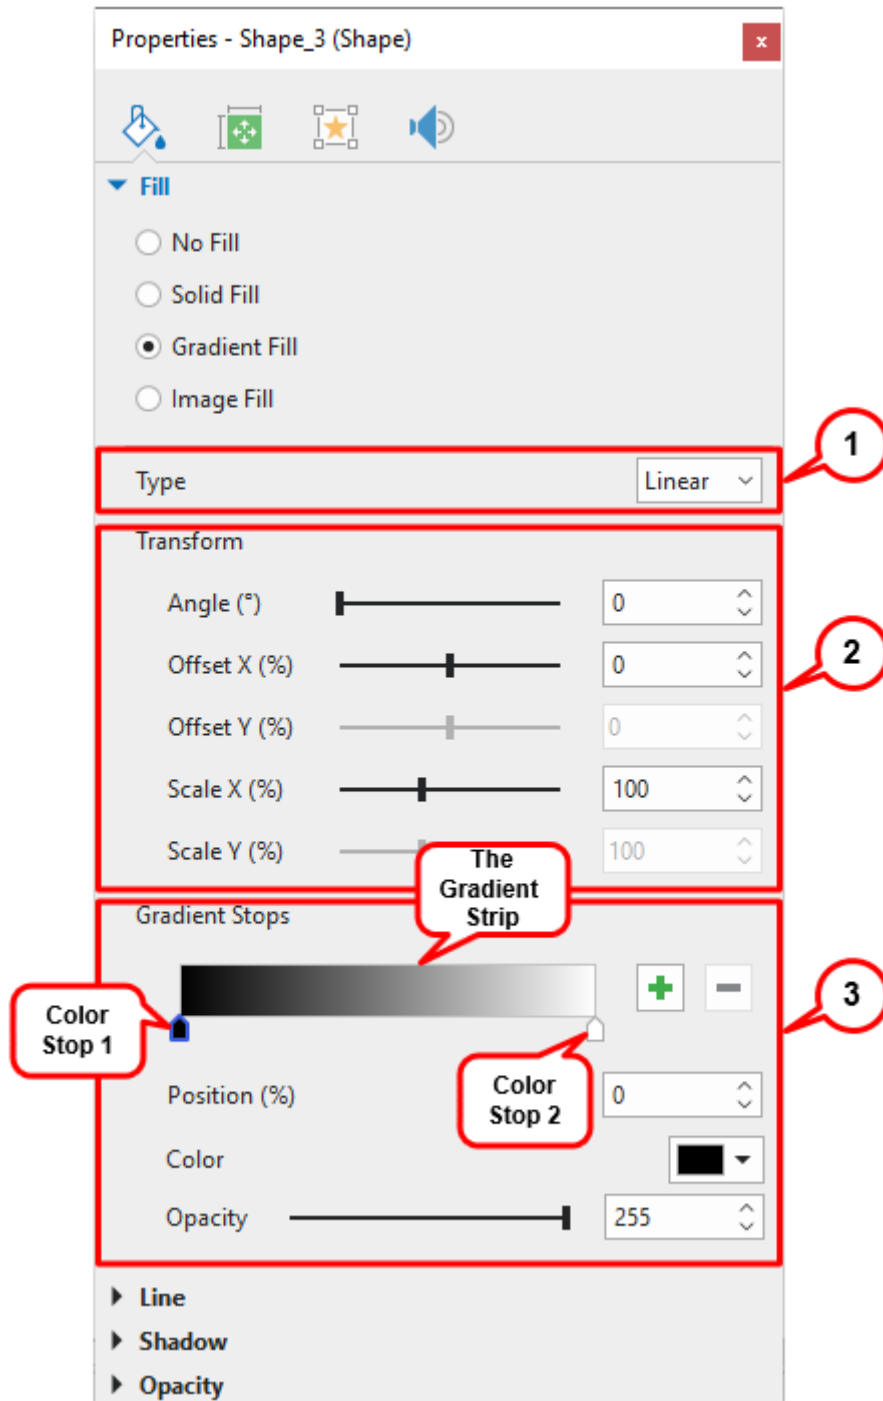 Properties - Shape_3 (Shape)
x
Fill
No Fill
Solid Fill
Gradient Fill
Image Fill
1
Type
Linear
Transform
Angle (°)
0
2
Offset X (%)
0
Offset Y (%)
0
Scale X (%)
100
Scale Y (%)
100
The
Gradient
Strip
Gradient Stops
3
Color
Stop 1
Color
Stop 2
Position (%)
0
Color
Opacity
255
Line
Shadow
Opacity